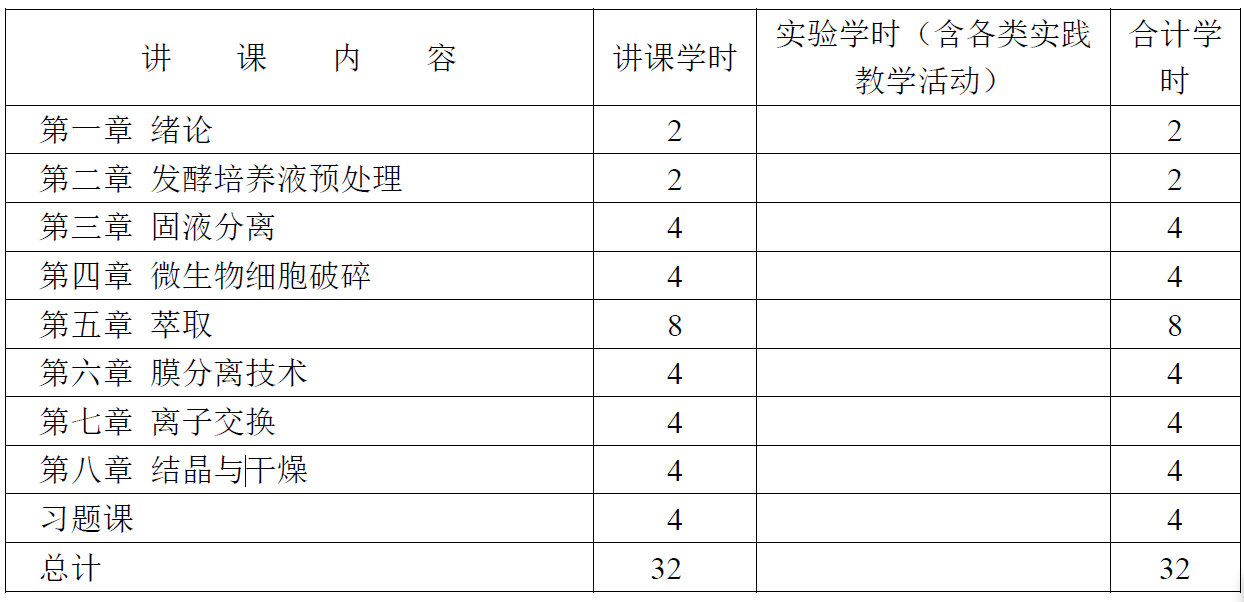 讲 课 内 容 讲课学时 实验学时（含各类实践教学活动） 合计学时
第一章 绪论 2 2
第二章 发酵培养液预处理 2 2
第三章 固液分离 4 4
第四章 微生物细胞破碎 4 4
第五章 萃取 8 8
第六章 膜分离技术 4 4
第七章 离子交换 4 4
第八章 结晶与干燥 4 4
习题课 4 4
总计 32 32